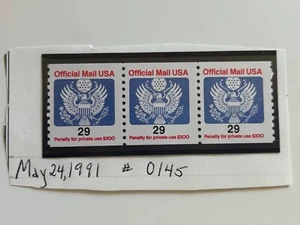 Official Mail USA Official Mail USA Official Mail USA
29 29 29
Penalty for private use $300 Penalty for private use $300 Penalty for private use $300
May 24, 1991 # 0145